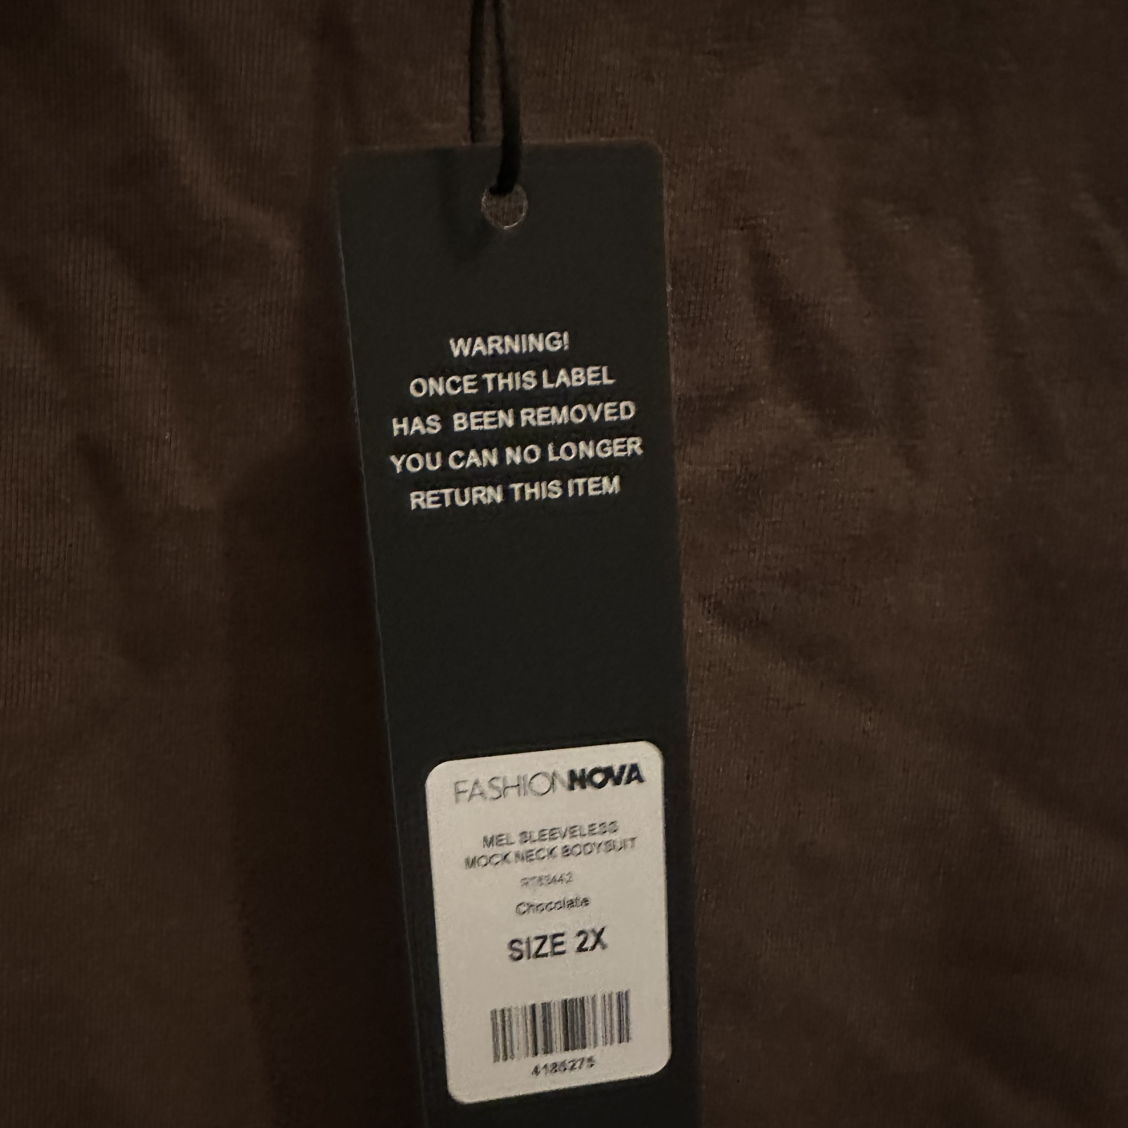 WARNING!
ONCE THIS LABEL
HAS BEEN REMOVED
YOU CAN NO LONGER
RETURN THIS ITEM
FASHIONNOVA
MEL SLEEVELESS
MOCK NECK BODYSUIT
Chocolate
SIZE 2X
4185275